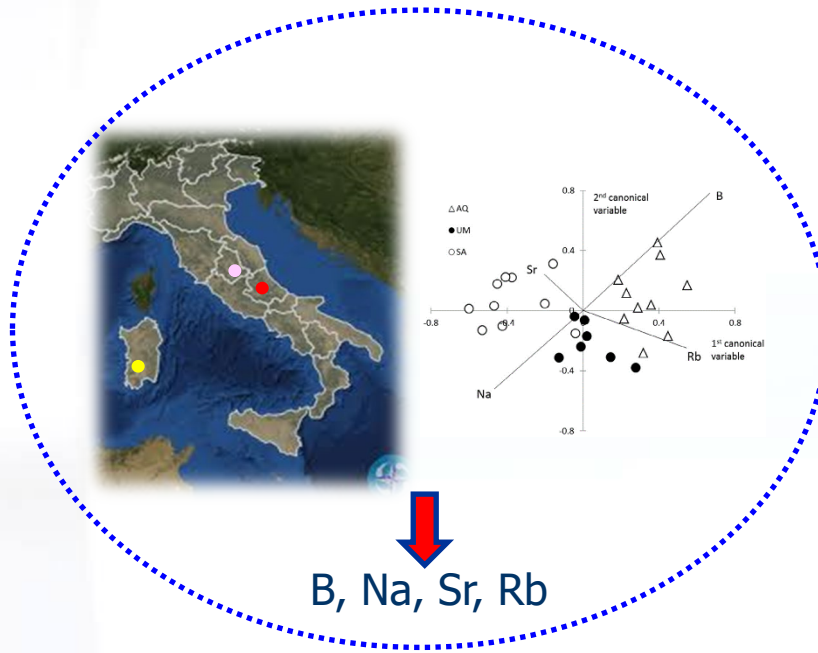 0.8
2nd canonical
variable
B
△ AQ
● UM
○ SA
0.4
Sr
0
-0.8
-0.4
0.4
0.8
1st canonical
variable
Rb
-0.4
Na
-0.8
B, Na, Sr, Rb